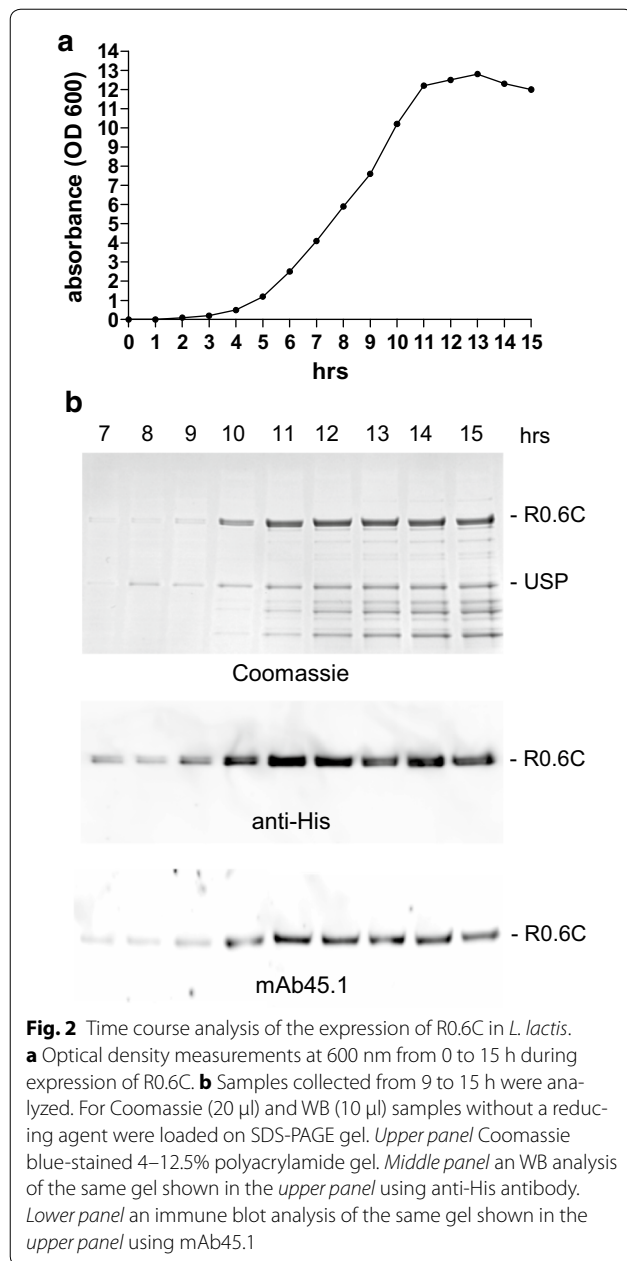 a
14
13
12
11
10
9
8
7
6
5
4
3
2
1
0
absorbance (OD 600)
0 1 2 3 4 5 6 7 8 9 10 11 12 13 14 15
hrs
b
7 8 9 10 11 12 13 14 15 hrs
- R0.6C
- USP
Coomassie
- R0.6C
anti-His
- R0.6C
mAb45.1
Fig. 2 Time course analysis of the expression of R0.6C in L. lactis.
a Optical density measurements at 600 nm from 0 to 15 h during
expression of R0.6C. b Samples collected from 9 to 15 h were ana-
lyzed. For Coomassie (20 µl) and WB (10 µl) samples without a reduc-
ing agent were loaded on SDS-PAGE gel. Upper panel Coomassie
blue-stained 4–12.5% polyacrylamide gel. Middle panel an WB analysis
of the same gel shown in the upper panel using anti-His antibody.
Lower panel an immune blot analysis of the same gel shown in the
upper panel using mAb45.1